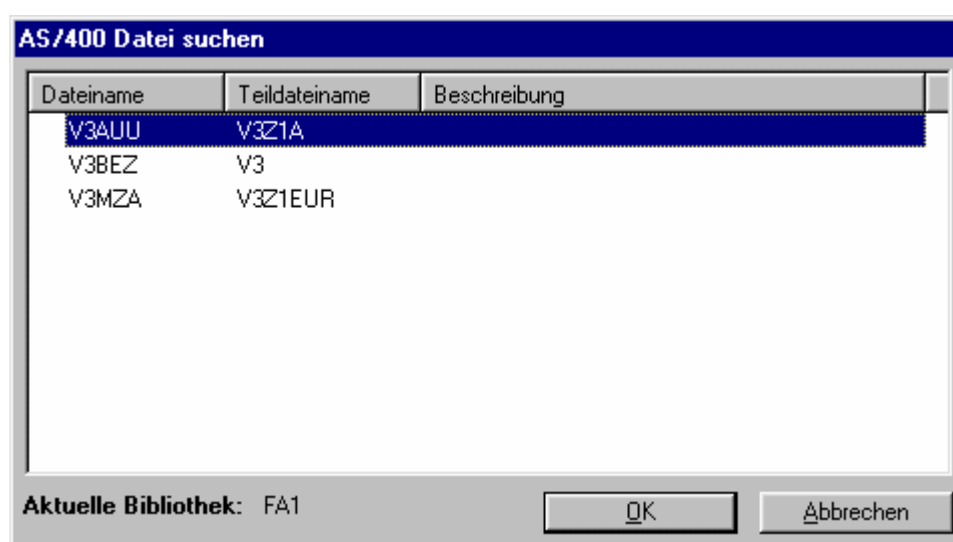 AS/400 Datei suchen
Dateiname Teildateiname Beschreibung
V3AUU V3Z1A
V3BEZ V3
V3MZA V3Z1EUR
Aktuelle Bibliothek: FA1 OK Abbrechen